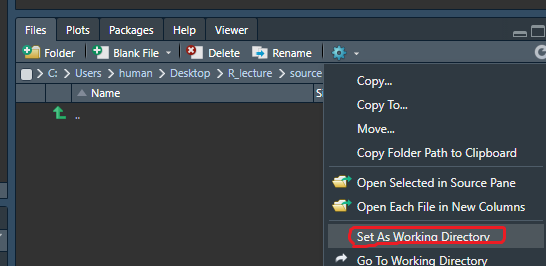 Files Plots Packages Help Viewer
Folder Blank File Delete Rename
C: Users human Desktop R_lecture source
Name
..
Copy...
Copy To...
Move...
Copy Folder Path to Clipboard
Open Selected in Source Pane
Open Each File in New Columns
Set As Working Directory
Go To Working Directory